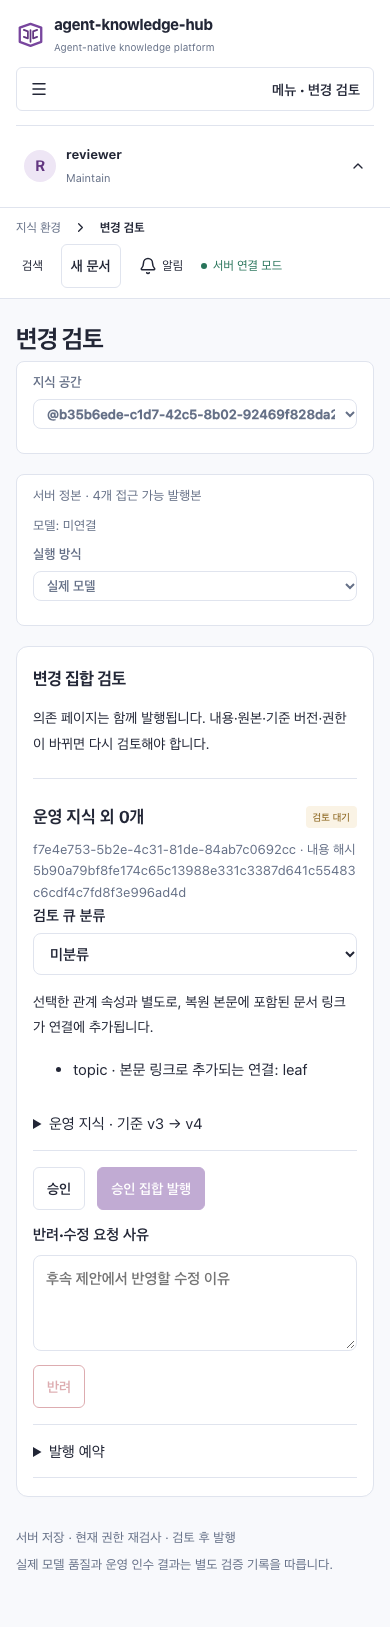 agent-knowledge-hub
Agent-native knowledge platform
메뉴 · 변경 검토
R
reviewer
Maintain
지식 환경 > 변경 검토
검색 새 문서 알림 서버 연결 모드
변경 검토
지식 공간
@b35b6ede-c1d7-42c5-8b02-92469f828da2
서버 정본 · 4개 접근 가능 발행본
모델: 미연결
실행 방식
실제 모델
변경 집합 검토
의존 페이지는 함께 발행됩니다. 내용·원본·기준 버전·권한
이 바뀌면 다시 검토해야 합니다.
운영 지식 외 0개 검토 대기
f7e4e753-5b2e-4c31-81de-84ab7c0692cc · 내용 해시
5b90a79bf8fe174c65c13988e331c3387d641c55483
c6cdf4c7fd8f3e996ad4d
검토 큐 분류
미분류
선택한 관계 속성과 별도로, 복원 본문에 포함된 문서 링크
가 연결에 추가됩니다.
• topic · 본문 링크로 추가되는 연결: leaf
▶ 운영 지식 · 기준 v3 → v4
승인 승인 집합 발행
반려·수정 요청 사유
후속 제안에서 반영할 수정 이유
반려
▶ 발행 예약
서버 저장 · 현재 권한 재검사 · 검토 후 발행
실제 모델 품질과 운영 인수 결과는 별도 검증 기록을 따릅니다.